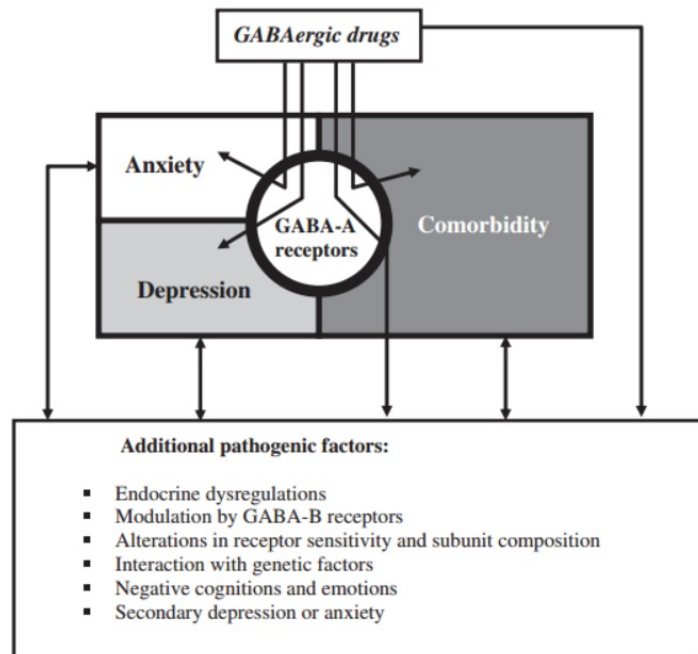 GABAergic drugs
Anxiety
GABA-A
receptors
Comorbidity
Depression
Additional pathogenic factors:
▪ Endocrine dysregulations
▪ Modulation by GABA-B receptors
▪ Alterations in receptor sensitivity and subunit composition
▪ Interaction with genetic factors
▪ Negative cognitions and emotions
▪ Secondary depression or anxiety